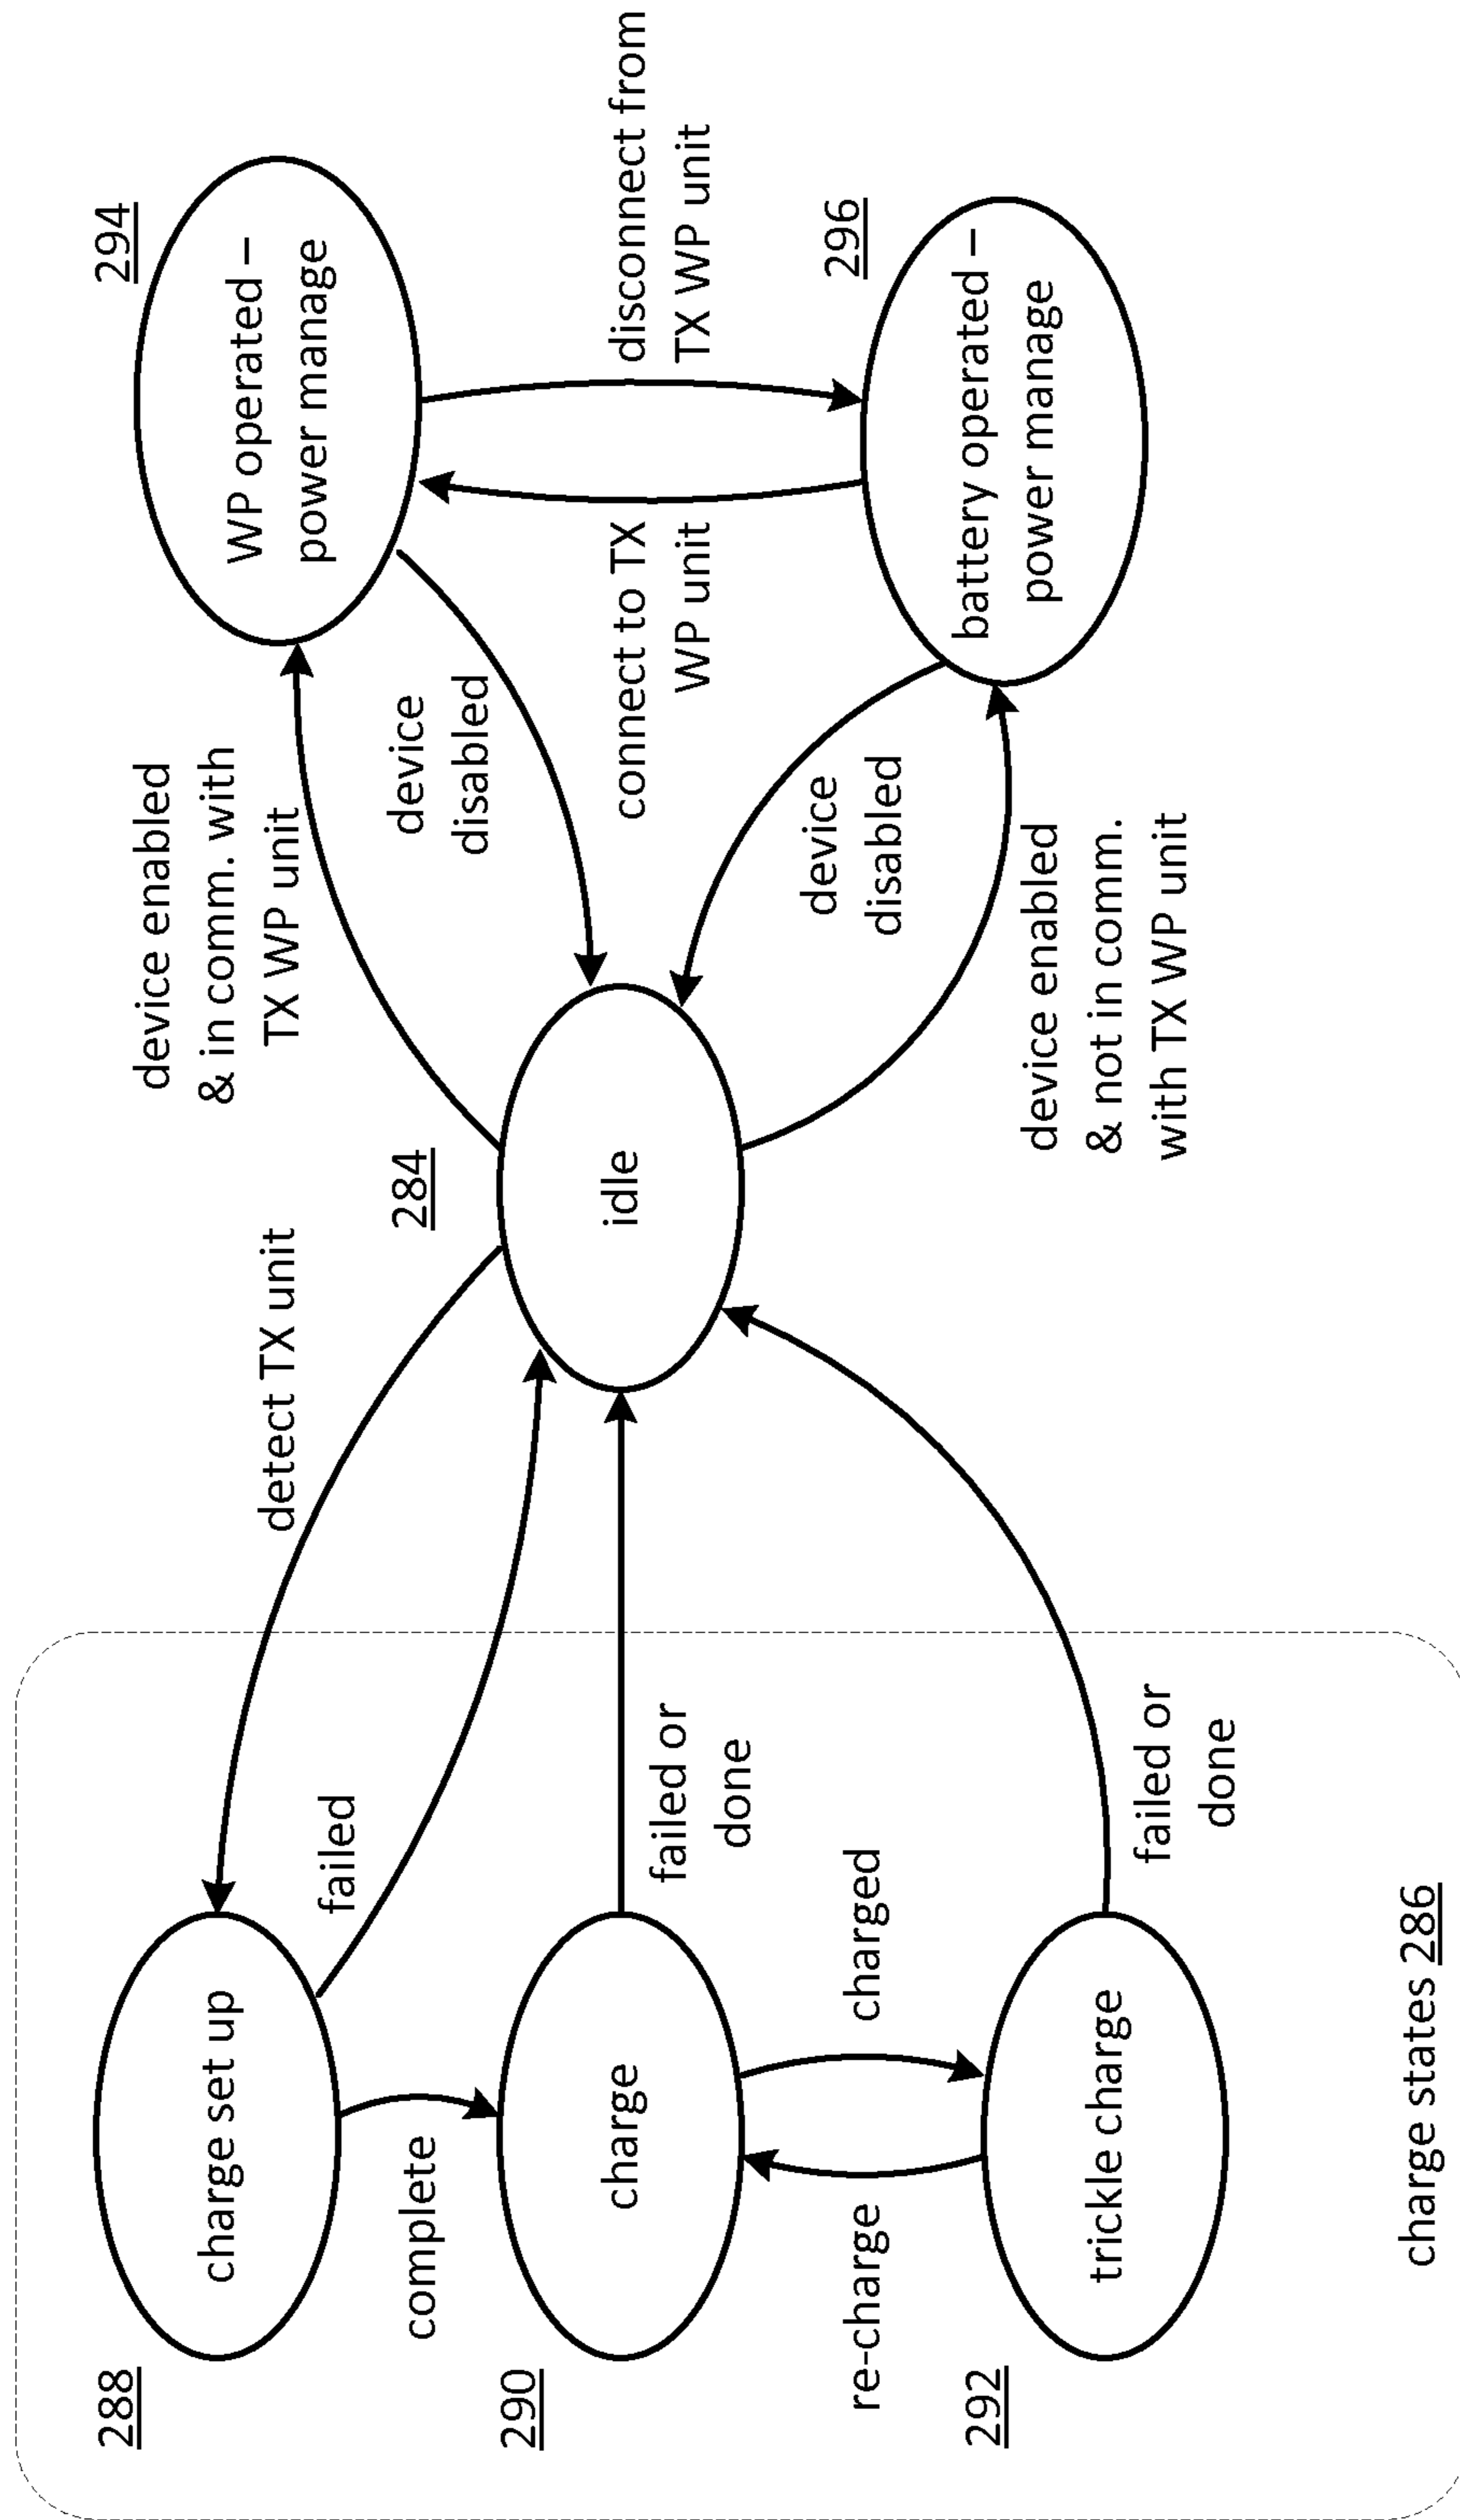 288
charge set up
complete
290
charge
re-charge
charged
292
trickle charge
charge states 286
failed
failed or
done
failed or
done
detect TX unit
284
idle
device enabled
& in comm. with
TX WP unit
device
disabled
device
disabled
device enabled
& not in comm.
with TX WP unit
294
WP operated –
power manage
connect to TX
WP unit
disconnect from
TX WP unit
296
battery operated –
power manage